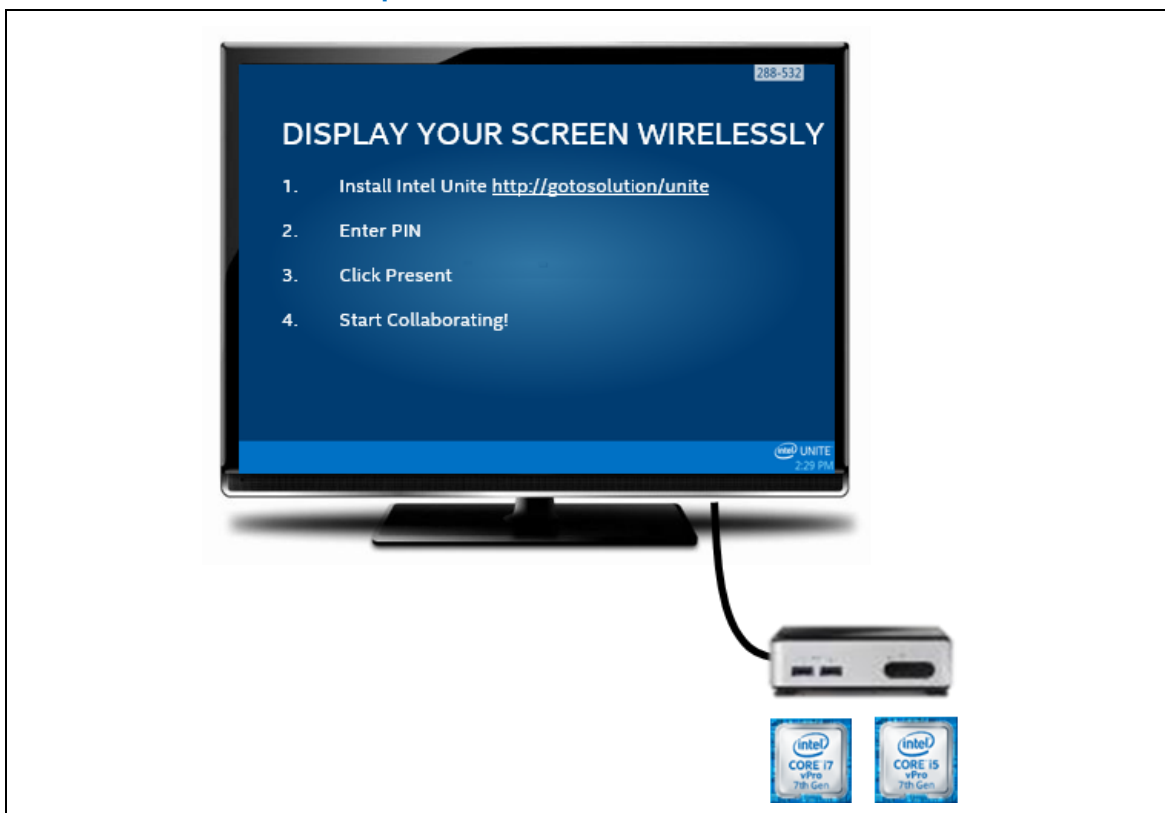 288-532
DISPLAY YOUR SCREEN WIRELESSLY
1. Install Intel Unite http://gotosolution/unite
2. Enter PIN
3. Click Present
4. Start Collaborating!
intel UNITE
2:29 PM
intel intel
CORE i7 CORE i5
vPro vPro
7th Gen 7th Gen